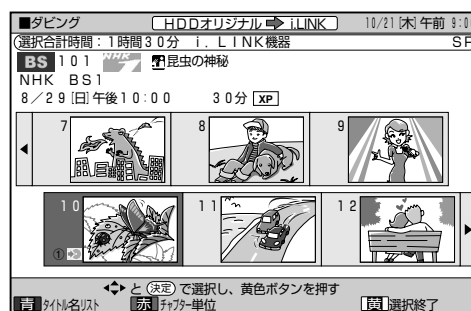 ■ダビング HDDオリジナル ➡ i.LINK 10/21[木]午前 9:0
選択合計時間：1時間30分 i．LINK機器 SP
BS 101 NHK 昆虫の神秘
NHK BS1
8／29[日]午後10:00 30分 XP
7 8 9
10 11 12
①
と 決定 で選択し、黄色ボタンを押す
青 タイトル名リスト 赤 チャプター単位 黄 選択終了